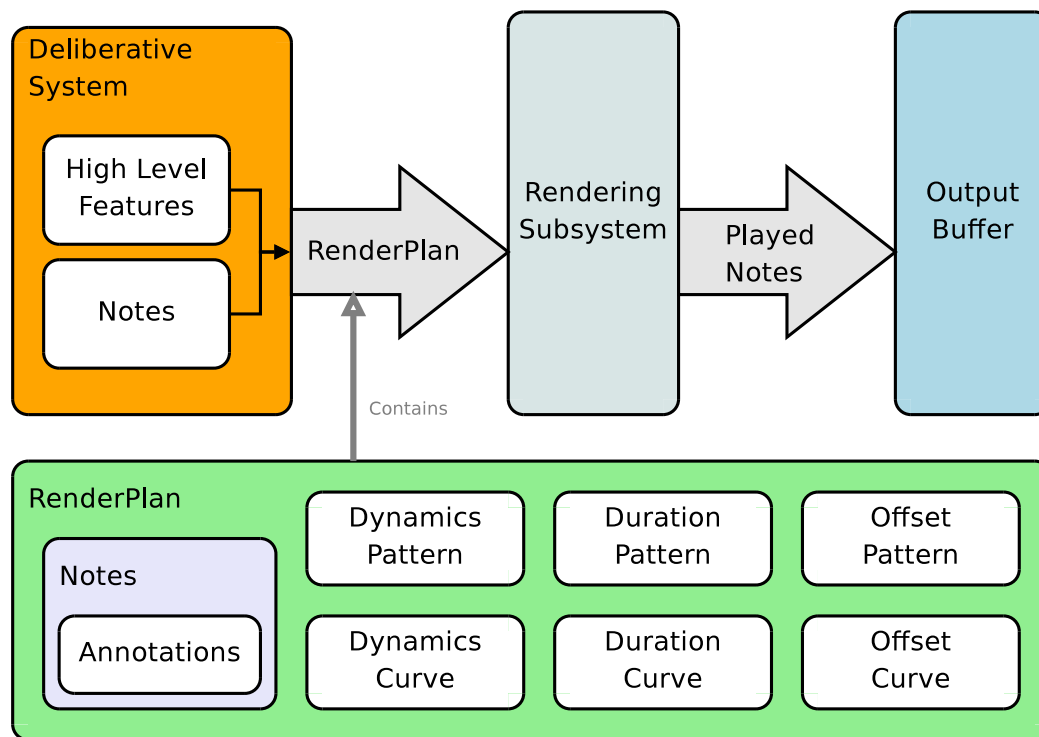 Deliberative
System
High Level
Features
Notes
RenderPlan
Rendering
Subsystem
Played
Notes
Output
Buffer
Contains
RenderPlan
Notes
Annotations
Dynamics
Pattern
Duration
Pattern
Offset
Pattern
Dynamics
Curve
Duration
Curve
Offset
Curve